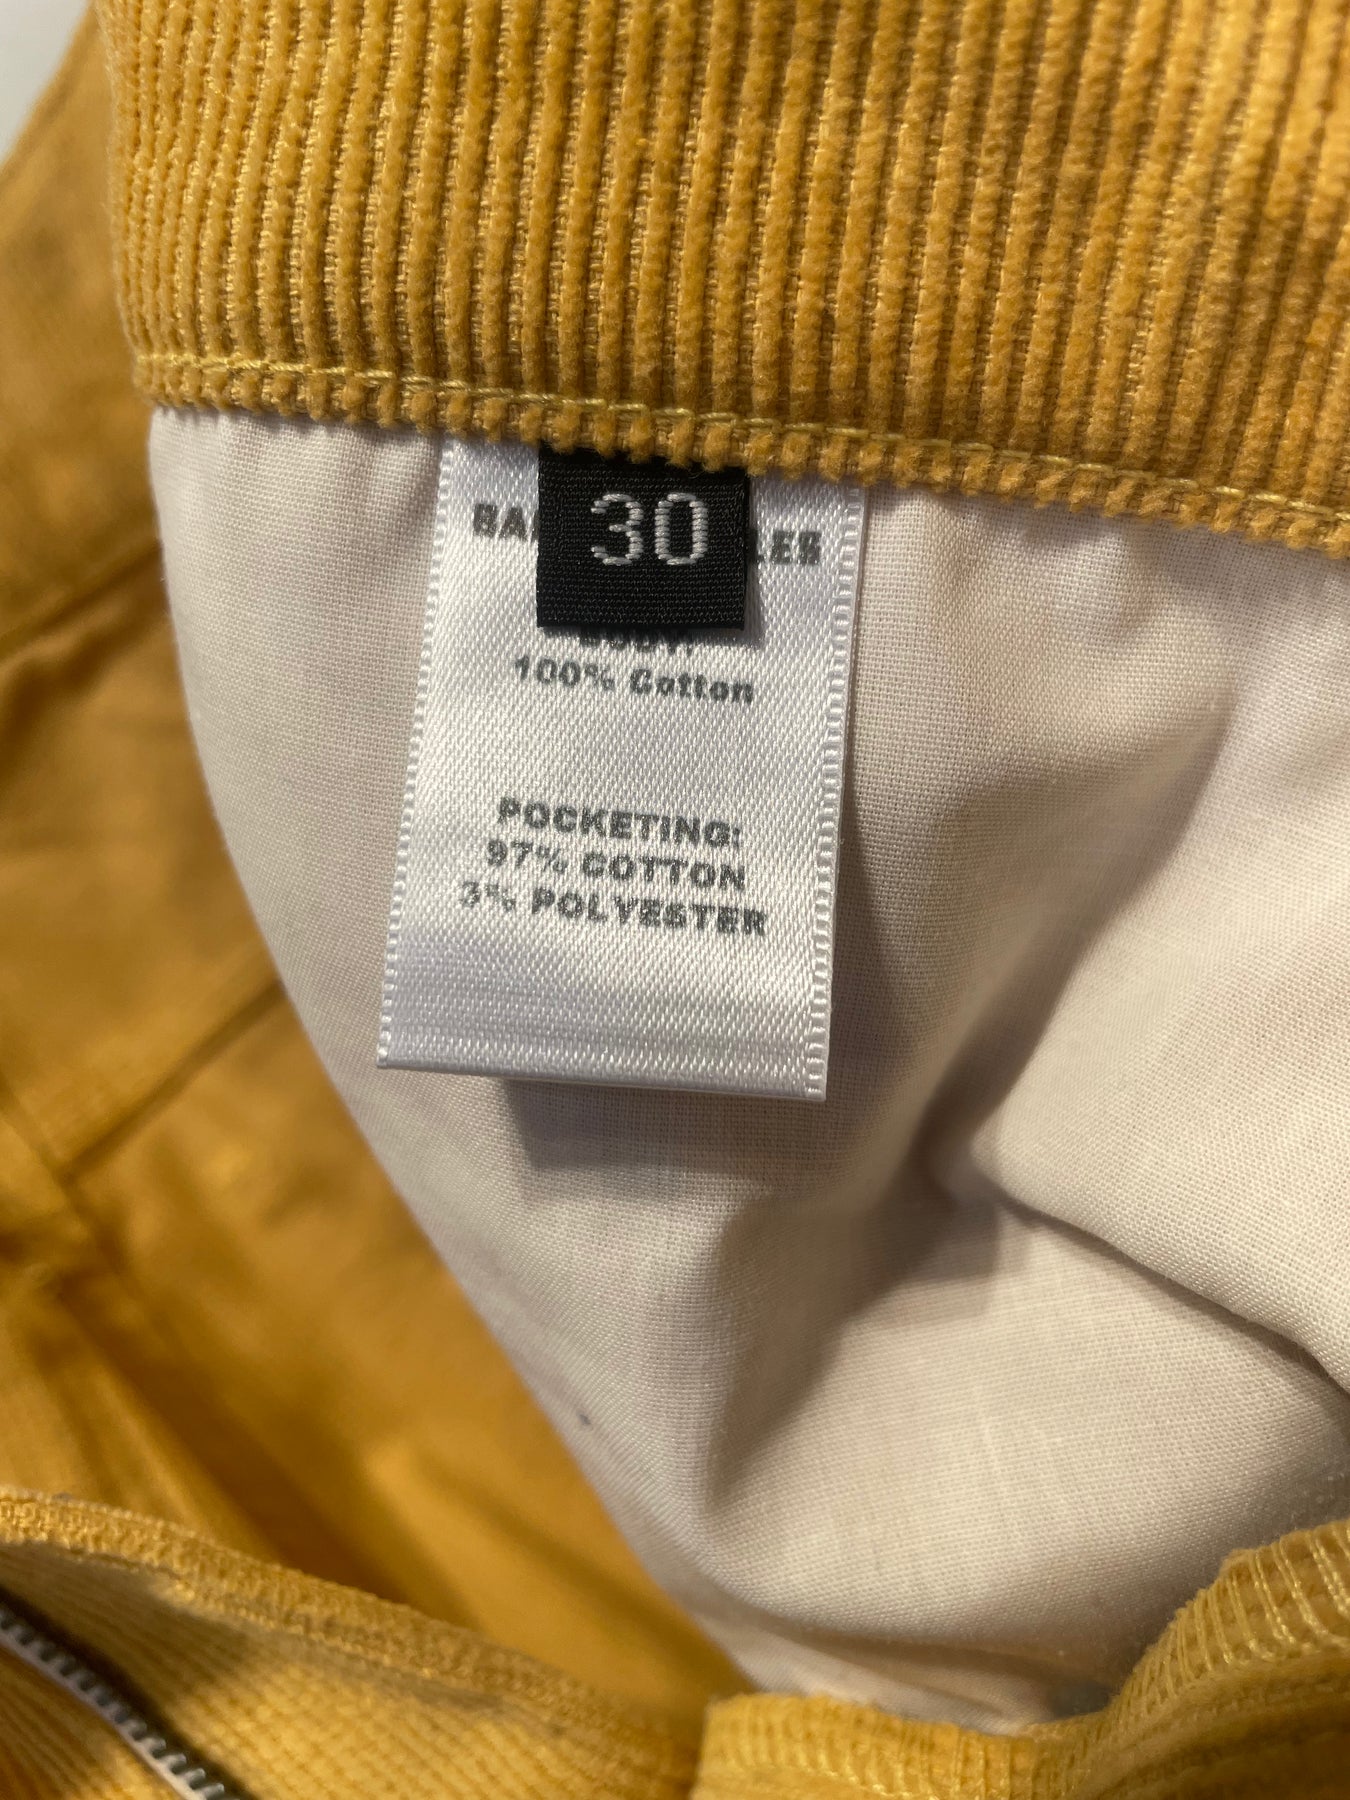 30
100% Cotton
POCKETING:
97% COTTON
3% POLYESTER